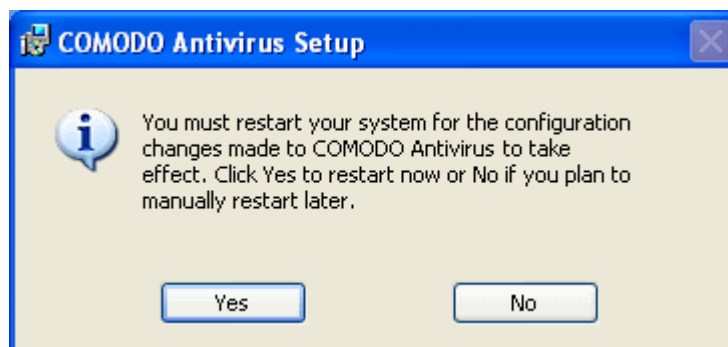 COMODO Antivirus Setup
You must restart your system for the configuration
changes made to COMODO Antivirus to take
effect. Click Yes to restart now or No if you plan to
manually restart later.
Yes
No